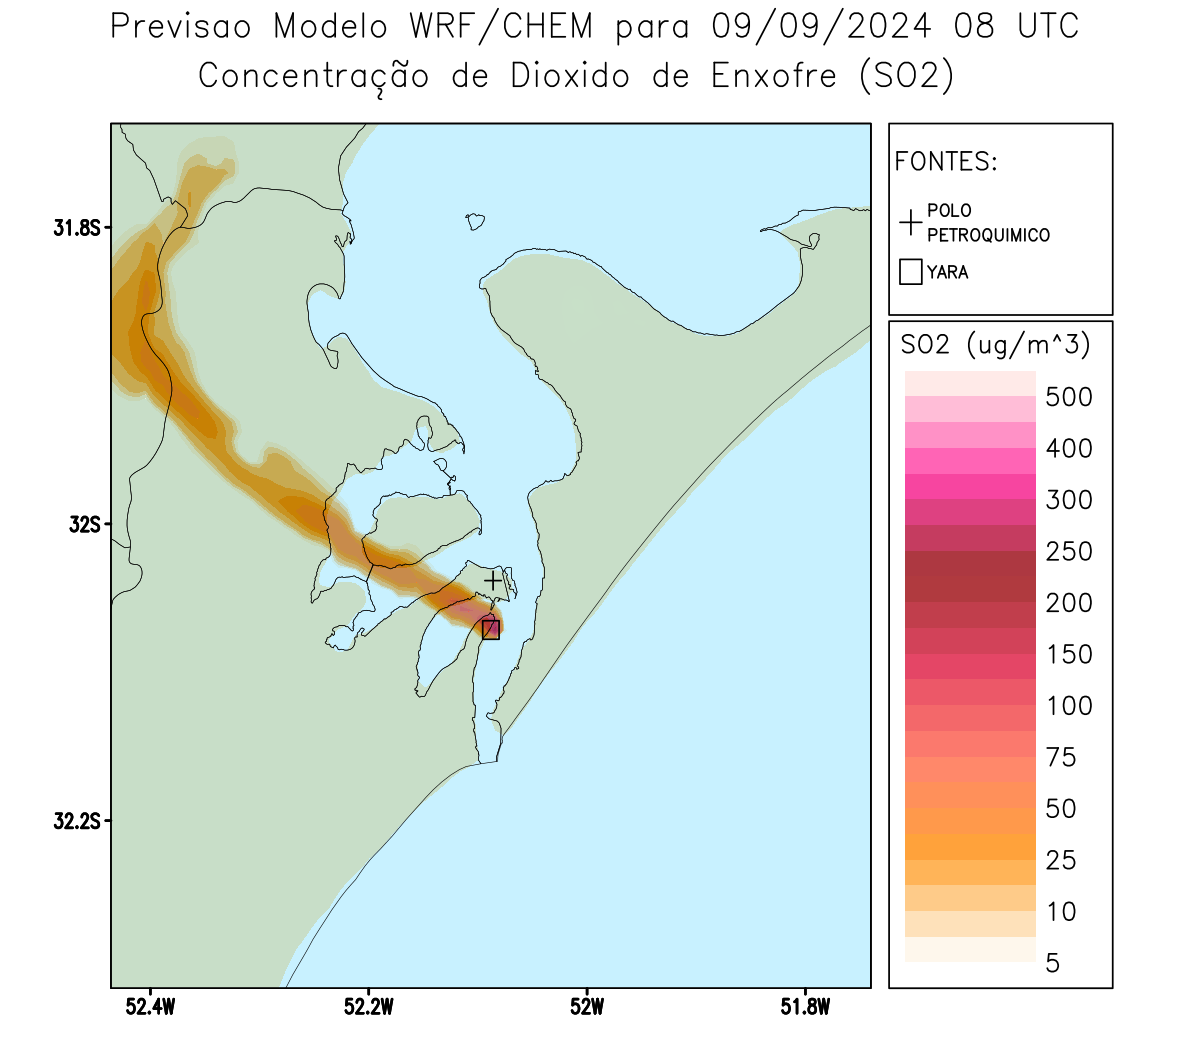 Previsao Modelo WRF/CHEM para 09/09/2024 08 UTC
Concentração de Dioxido de Enxofre (SO2)
FONTES:
POLO
PETROQUIMICO
YARA
SO2 (ug/m^3)
500
400
300
250
200
150
100
75
50
25
10
5
31.8S
32S
32.2S
52.4W
52.2W
52W
51.8W